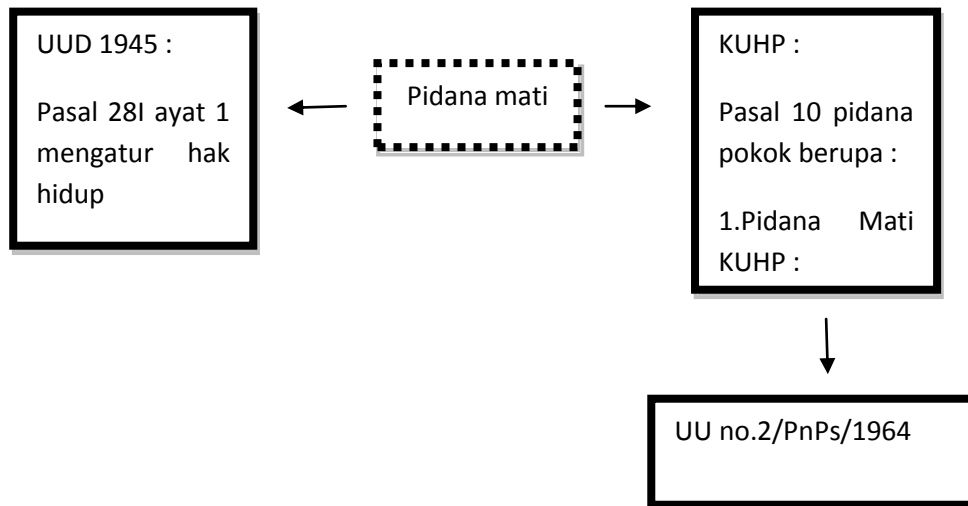 UUD 1945 :
Pasal 28I ayat 1
mengatur hak
hidup
Pidana mati
KUHP :
Pasal 10 pidana
pokok berupa :
1.Pidana Mati
KUHP :
UU no.2/PnPs/1964